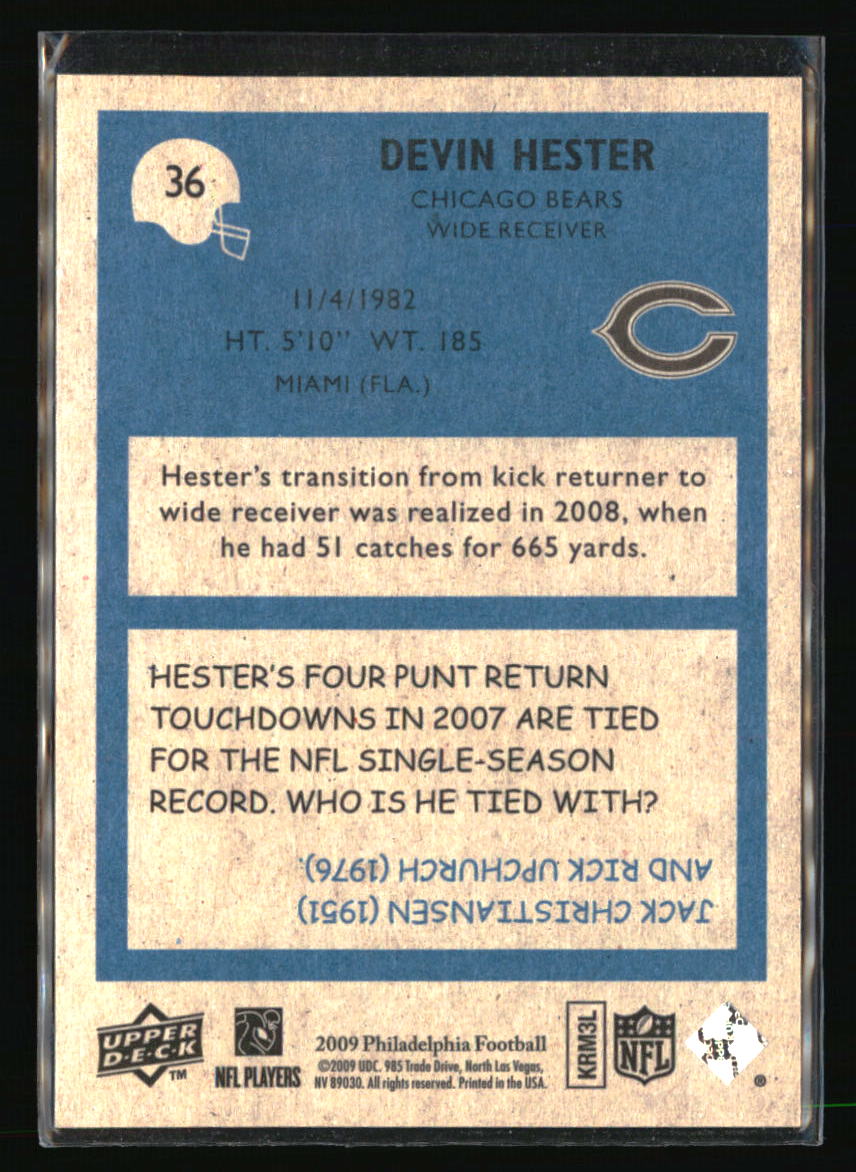 36
DEVIN HESTER
CHICAGO BEARS
WIDE RECEIVER
11/4/1982
HT. 5'10" WT. 185
MIAMI (FLA.)
Hester's transition from kick returner to
wide receiver was realized in 2008, when
he had 51 catches for 665 yards.
HESTER'S FOUR PUNT RETURN
TOUCHDOWNS IN 2007 ARE TIED
FOR THE NFL SINGLE-SEASON
RECORD. WHO IS HE TIED WITH?
JACK CHRISTIANSEN (1951)
AND RICK UPCHURCH (1976).
UPPER
D·E·C·K
TM
NFL PLAYERS
2009 Philadelphia Football
©2009 UDC. 985 Trade Drive, North Las Vegas,
NV 89030. All rights reserved. Printed in the USA.
KRM3L
NFL
®